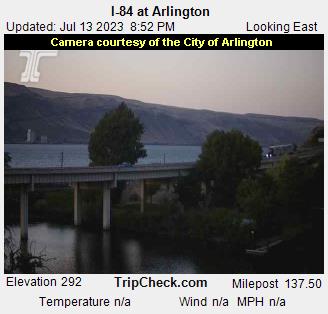 I-84 at Arlington
Updated: Jul 13 2023 8:52 PM Looking East
Camera courtesy of the City of Arlington
Elevation 292 TripCheck.com Milepost 137.50
Temperature n/a Wind n/a MPH n/a